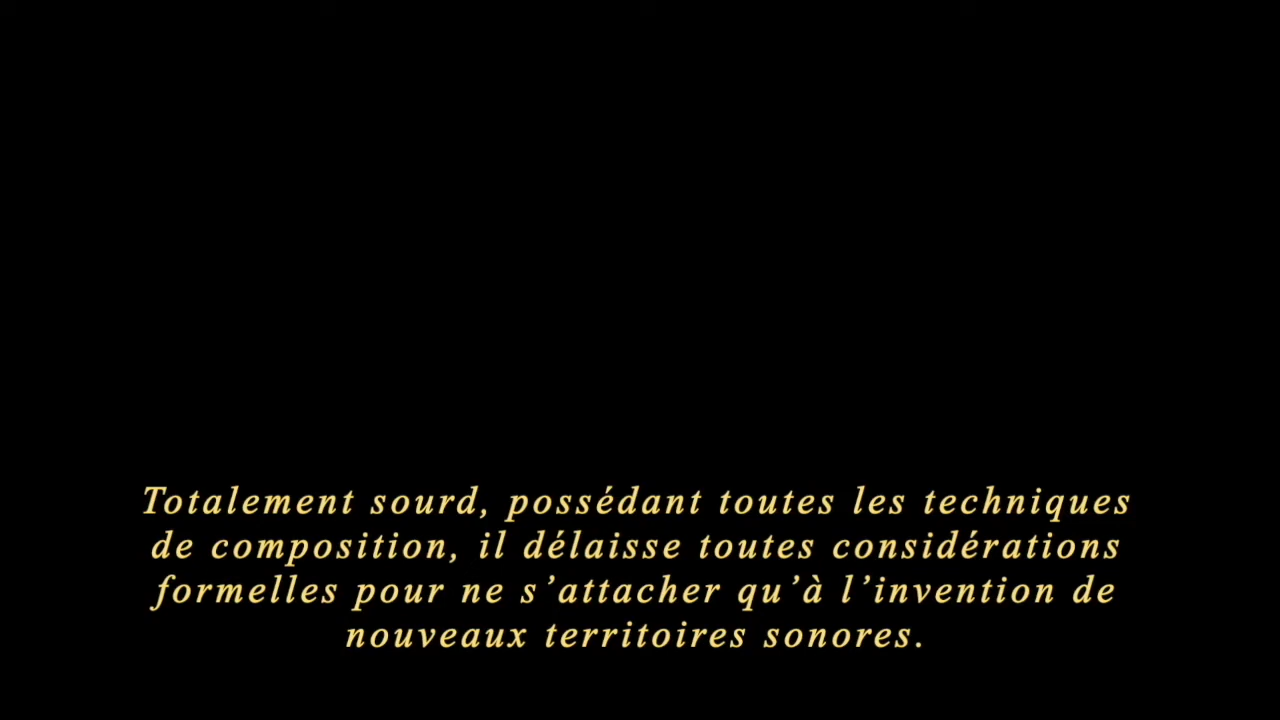 Totalement sourd, possédant toutes les techniques
de composition, il délaisse toutes considérations
formelles pour ne s’attacher qu’à l’invention de
nouveaux territoires sonores.